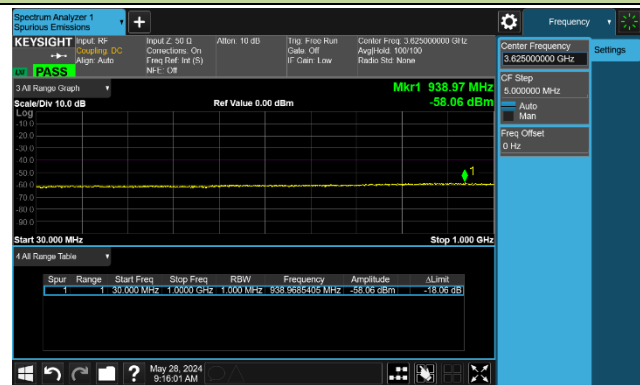 Spectrum Analyzer 1
Spurious Emissions
Frequency
KEYSIGHT
Input: RF
Coupling: DC
Align: Auto
Input Z: 50 Ω
Corrections: On
Freq Ref: Int (S)
NFE: Off
Atten: 10 dB
Trig: Free Run
Gate: Off
IF Gain: Low
Center Freq: 3.625000000 GHz
Avg|Hold: 100/100
Radio Std: None
LW PASS
Center Frequency
3.625000000 GHz
Settings
CF Step
5.000000 MHz
Auto
Man
Freq Offset
0 Hz
3 All Range Graph
Mkr1 938.97 MHz
Scale/Div 10.0 dB
Ref Value 0.00 dBm
-58.06 dBm
Log
-10.0
-20.0
-30.0
-40.0
-50.0
-60.0
-70.0
-80.0
-90.0
1
Start 30.000 MHz
Stop 1.000 GHz
4 All Range Table
Spur Range Start Freq Stop Freq RBW Frequency Amplitude ΔLimit
1 1 30.000 MHz 1.0000 GHz 1.000 MHz 938.9685405 MHz -58.06 dBm -18.06 dB
May 28, 2024
9:16:01 AM